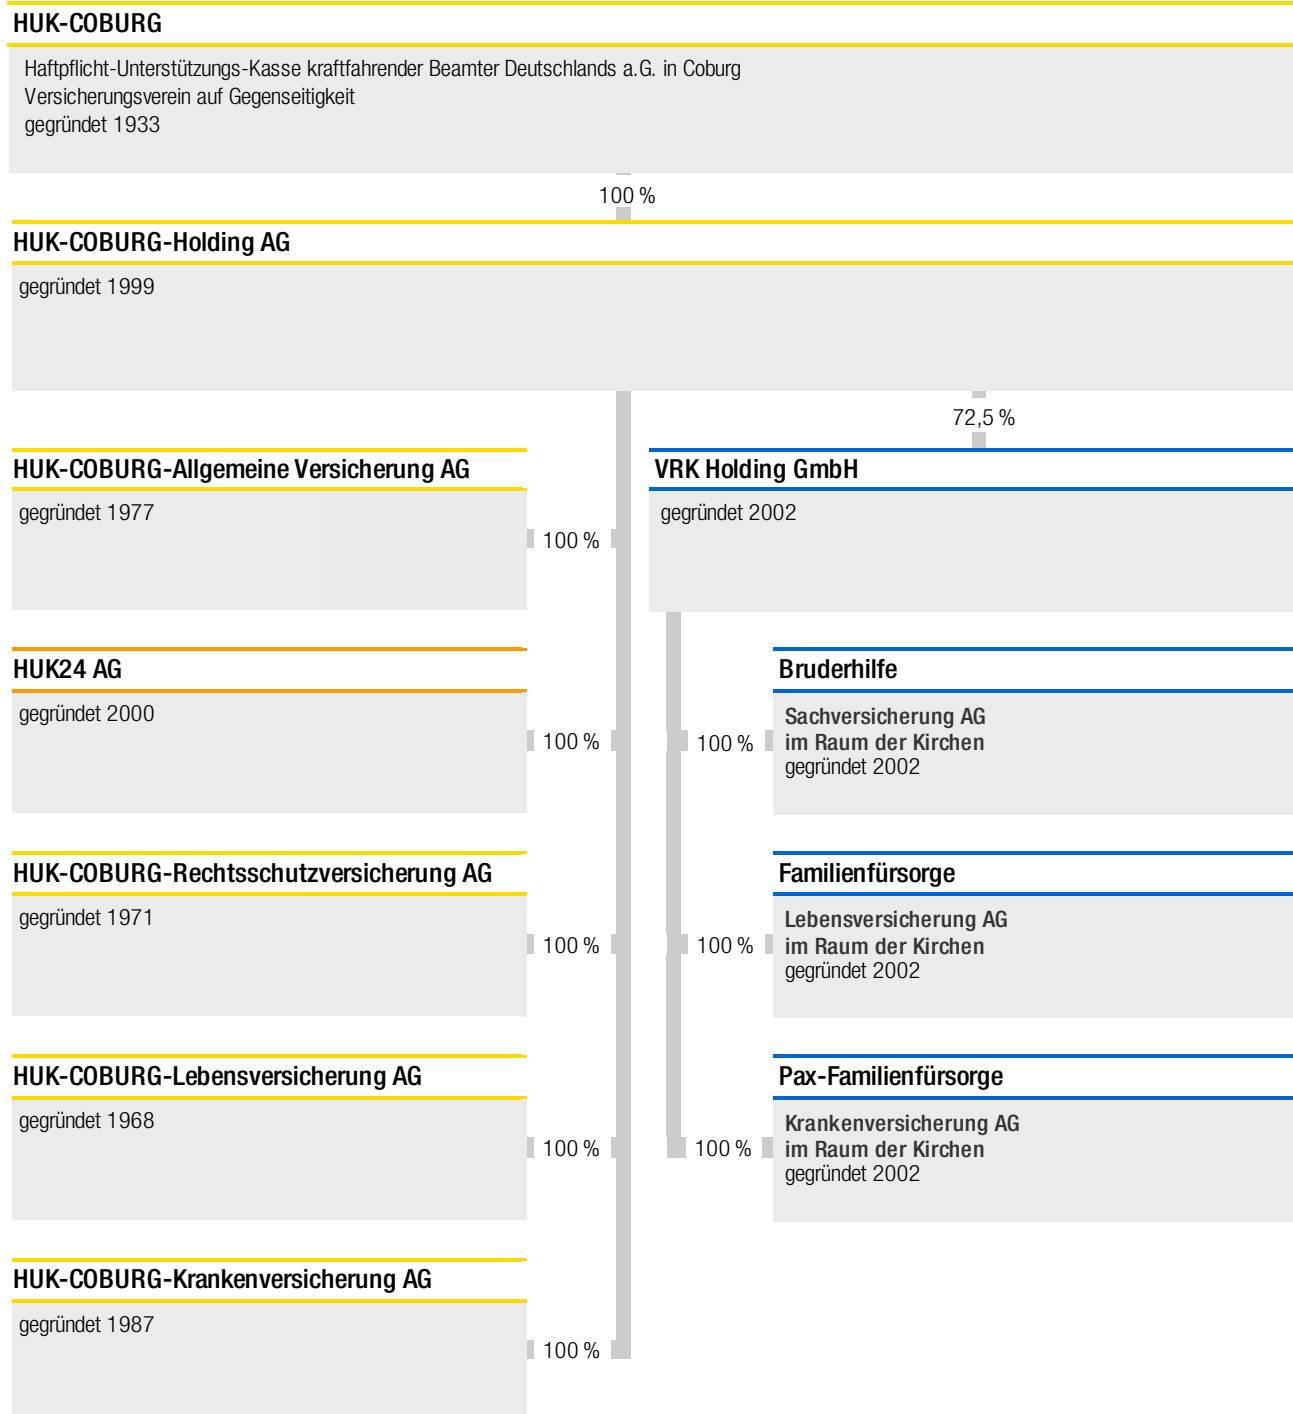 HUK-COBURG
Haftpflicht-Unterstützungs-Kasse kraftfahrender Beamter Deutschlands a.G. in Coburg
Versicherungsverein auf Gegenseitigkeit
gegründet 1933
100 %
HUK-COBURG-Holding AG
gegründet 1999
72,5 %
HUK-COBURG-Allgemeine Versicherung AG
gegründet 1977
100 %
VRK Holding GmbH
gegründet 2002
HUK24 AG
gegründet 2000
100 %
100 %
Bruderhilfe
Sachversicherung AG
im Raum der Kirchen
gegründet 2002
HUK-COBURG-Rechtsschutzversicherung AG
gegründet 1971
100 %
100 %
Familienfürsorge
Lebensversicherung AG
im Raum der Kirchen
gegründet 2002
HUK-COBURG-Lebensversicherung AG
gegründet 1968
100 %
100 %
Pax-Familienfürsorge
Krankenversicherung AG
im Raum der Kirchen
gegründet 2002
HUK-COBURG-Krankenversicherung AG
gegründet 1987
100 %